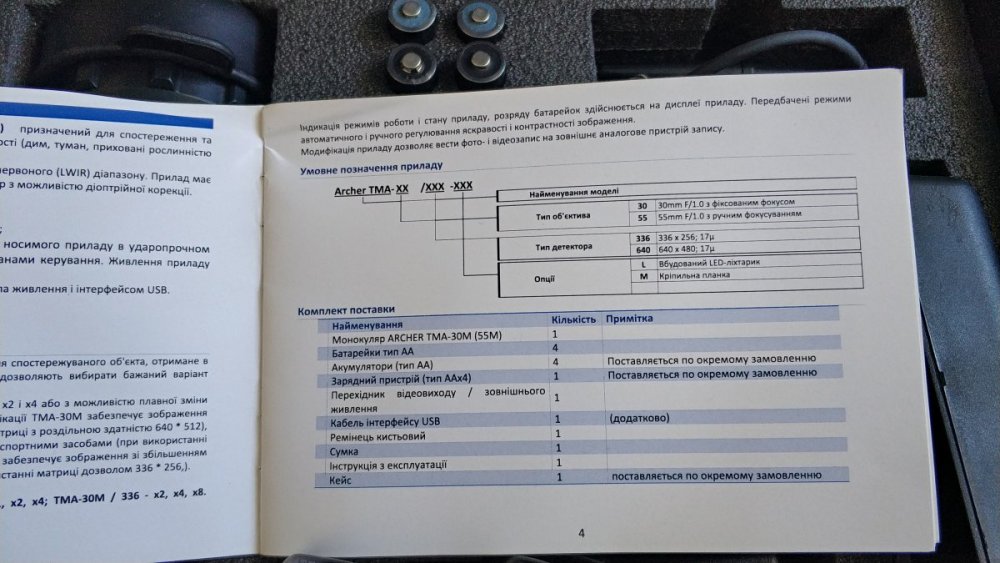 ) призначений для спостереження та
ості (дим, туман, приховані рослинністю
червоного (LWIR) діапазону. Прилад має
р з можливістю діоптрійної корекції.
;
носимого приладу в ударопрочном
анами керування. Живлення приладу
ла живлення і інтерфейсом USB.
я спостережуваного об'єкта, отримане в
дозволяють вибирати бажаний варіант
х2 і х4 або з можливістю плавної зміни
ікації TMA-30M забезпечує зображення
атриці з роздільною здатністю 640 * 512),
спортними засобами (при використанні
забезпечує зображення зі збільшенням
станні матриці дозволом 336 * 256,).
, x2, x4; TMA-30M / 336 - x2, x4, x8.
Індикація режимів роботи і стану приладу, розряду батарейок здійснюється на дисплеї приладу. Передбачені режими
автоматичного і ручного регулювання яскравості і контрастності зображення.
Модифікація приладу дозволяє вести фото- і відеозапис на зовнішнє аналогове пристрій запису.
Умовне позначення приладу
Archer TMA-XX /XXX -XXX
Найменування моделі
Тип об'єктива
30 30mm F/1.0 з фіксованим фокусом
55 55mm F/1.0 з ручним фокусуванням
Тип детектора
336 336 x 256; 17µ
640 640 x 480; 17µ
Опції
L Вбудований LED-ліхтарик
M Кріпильна планка
Комплект поставки
Найменування Кількість Примітка
Монокуляр ARCHER TMA-30M (55M) 1
Батарейки тип АА 4
Акумулятори (тип АА) 4 Поставляється по окремому замовленню
Зарядний пристрій (тип ААх4) 1 Поставляється по окремому замовленню
Перехідник відеовиходу / зовнішнього
живлення 1
Кабель інтерфейсу USB 1 (додатково)
Ремінець кистьовий 1
Сумка 1
Інструкція з експлуатації 1
Кейс 1 поставляється по окремому замовленню
4